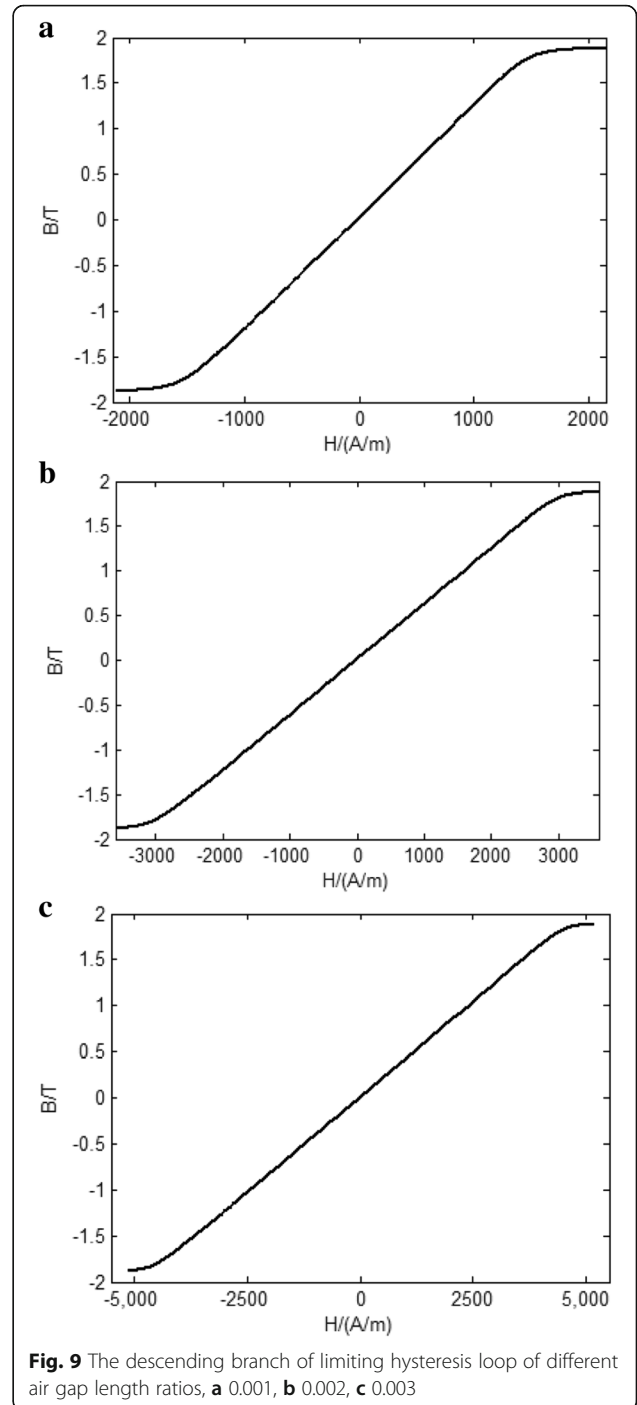 a
2
1.5
1
0.5
0
-0.5
-1
-1.5
-2
B/T
-2000 -1000 0 1000 2000
H/(A/m)
b
2
1.5
1
0.5
0
-0.5
-1
-1.5
-2
B/T
-3000 -2000 -1000 0 1000 2000 3000
H/(A/m)
c
2
1.5
1
0.5
0
-0.5
-1
-1.5
-2
B/T
-5,000 -2500 0 2500 5,000
H/(A/m)
Fig. 9 The descending branch of limiting hysteresis loop of different
air gap length ratios, a 0.001, b 0.002, c 0.003